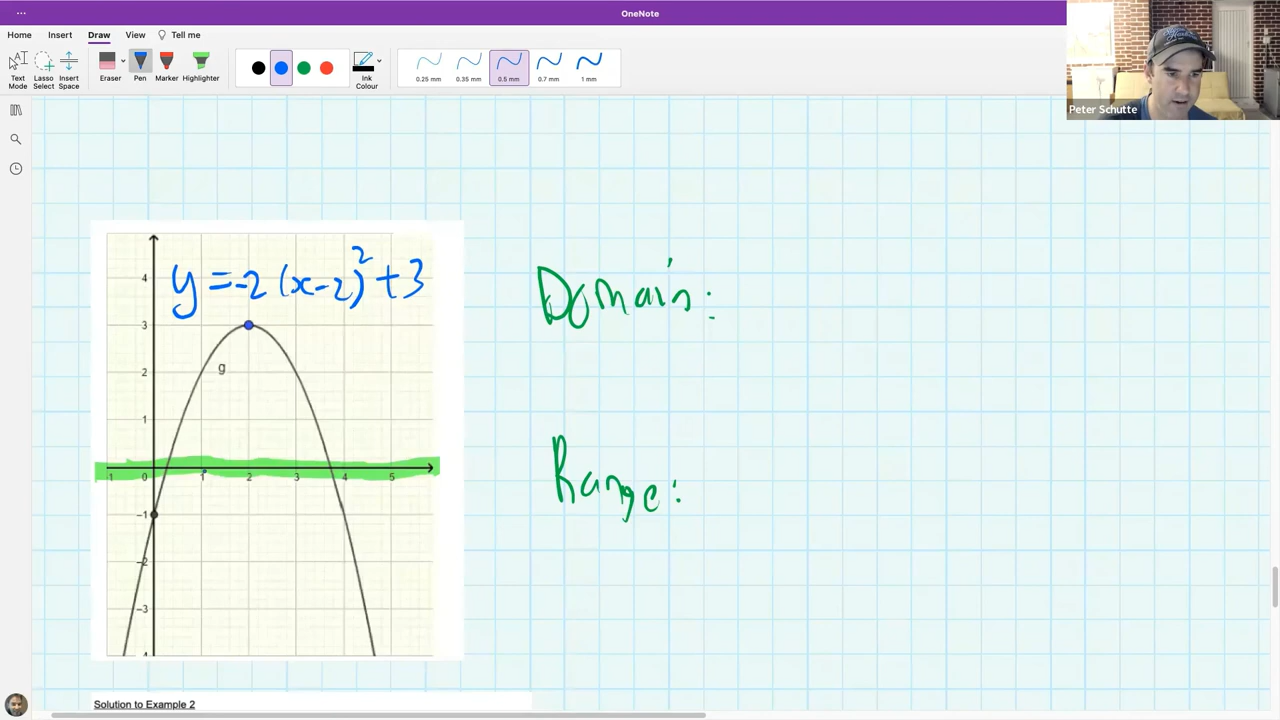 OneNote
Home Insert Draw View Tell me
Text Mode
Lasso Select
Insert Space
Eraser
Pen
Marker
Highlighter
Colour
0.25 mm
0.35 mm
0.5 mm
0.7 mm
1 mm
Peter Schutte
y = -2 (x-2)² + 3
Domain:
4
3
2
g
1
Range:
1 0 1 2 3 4 5
-1
-2
-3
Solution to Example 2